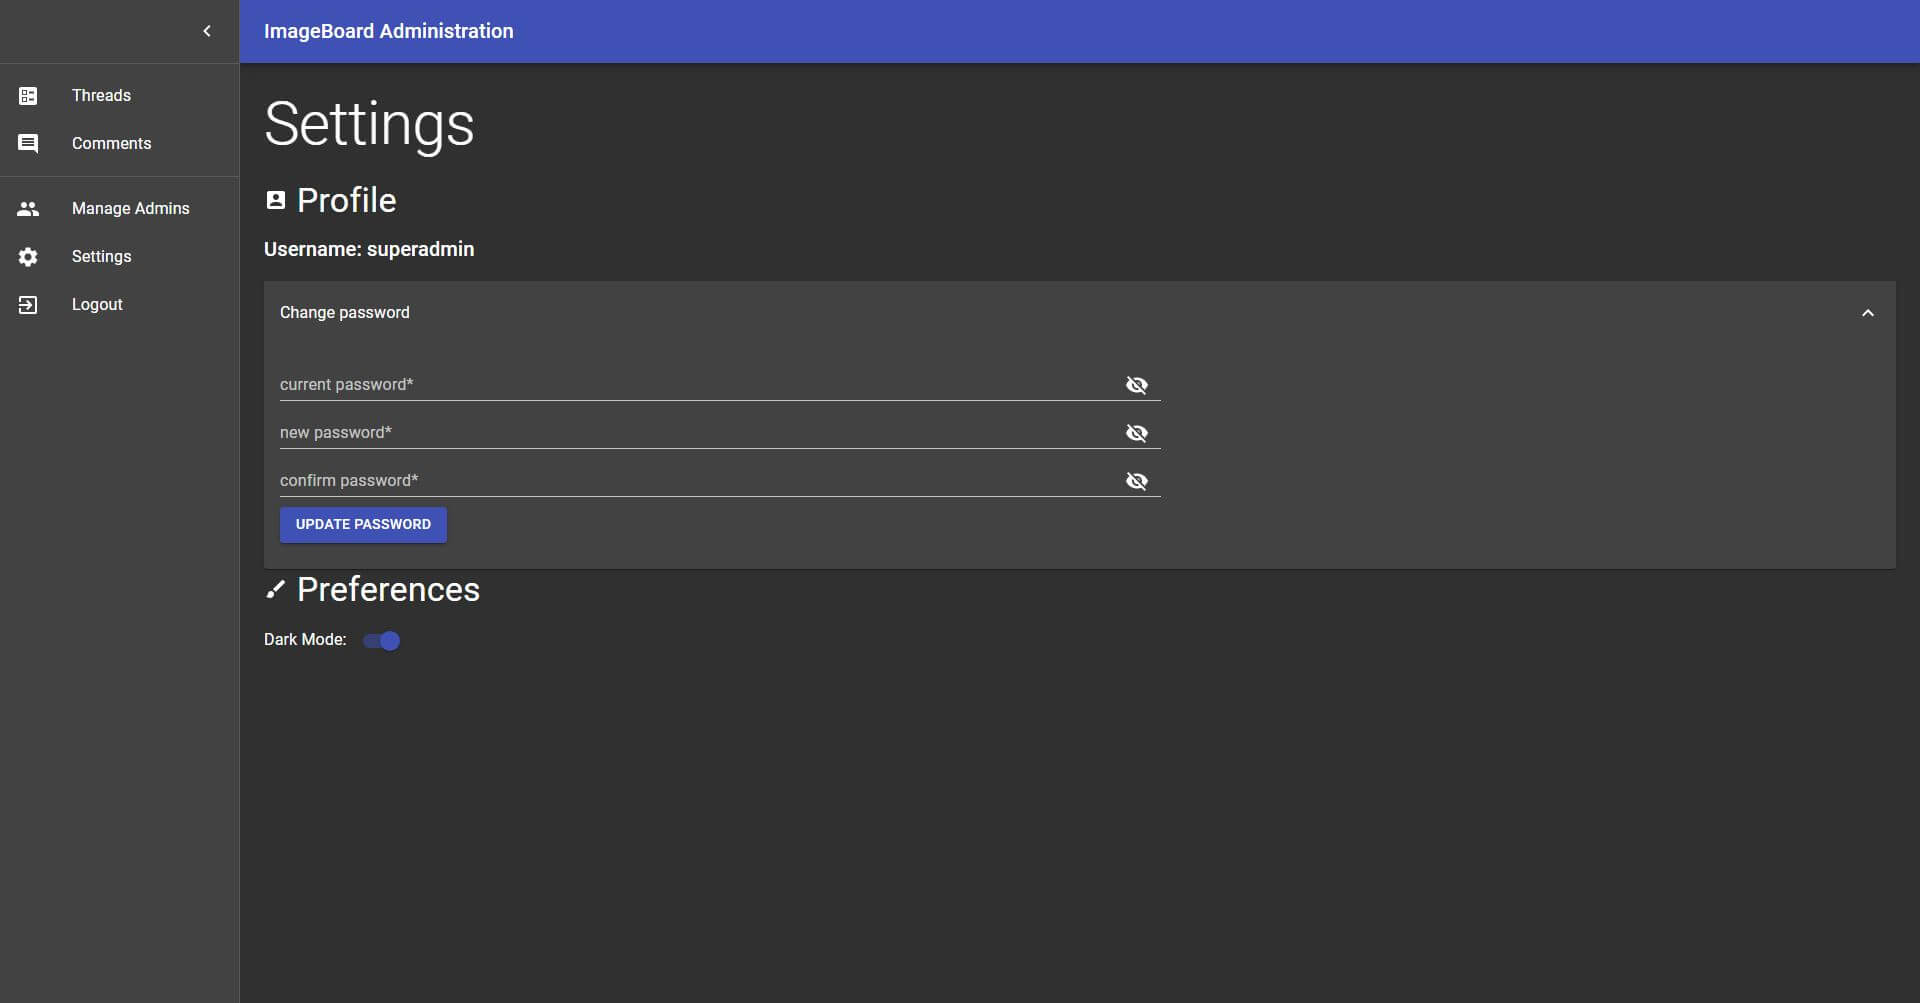 ImageBoard Administration
Threads
Comments
Manage Admins
Settings
Logout
Settings
Profile
Username: superadmin
Change password
current password*
new password*
confirm password*
UPDATE PASSWORD
Preferences
Dark Mode: